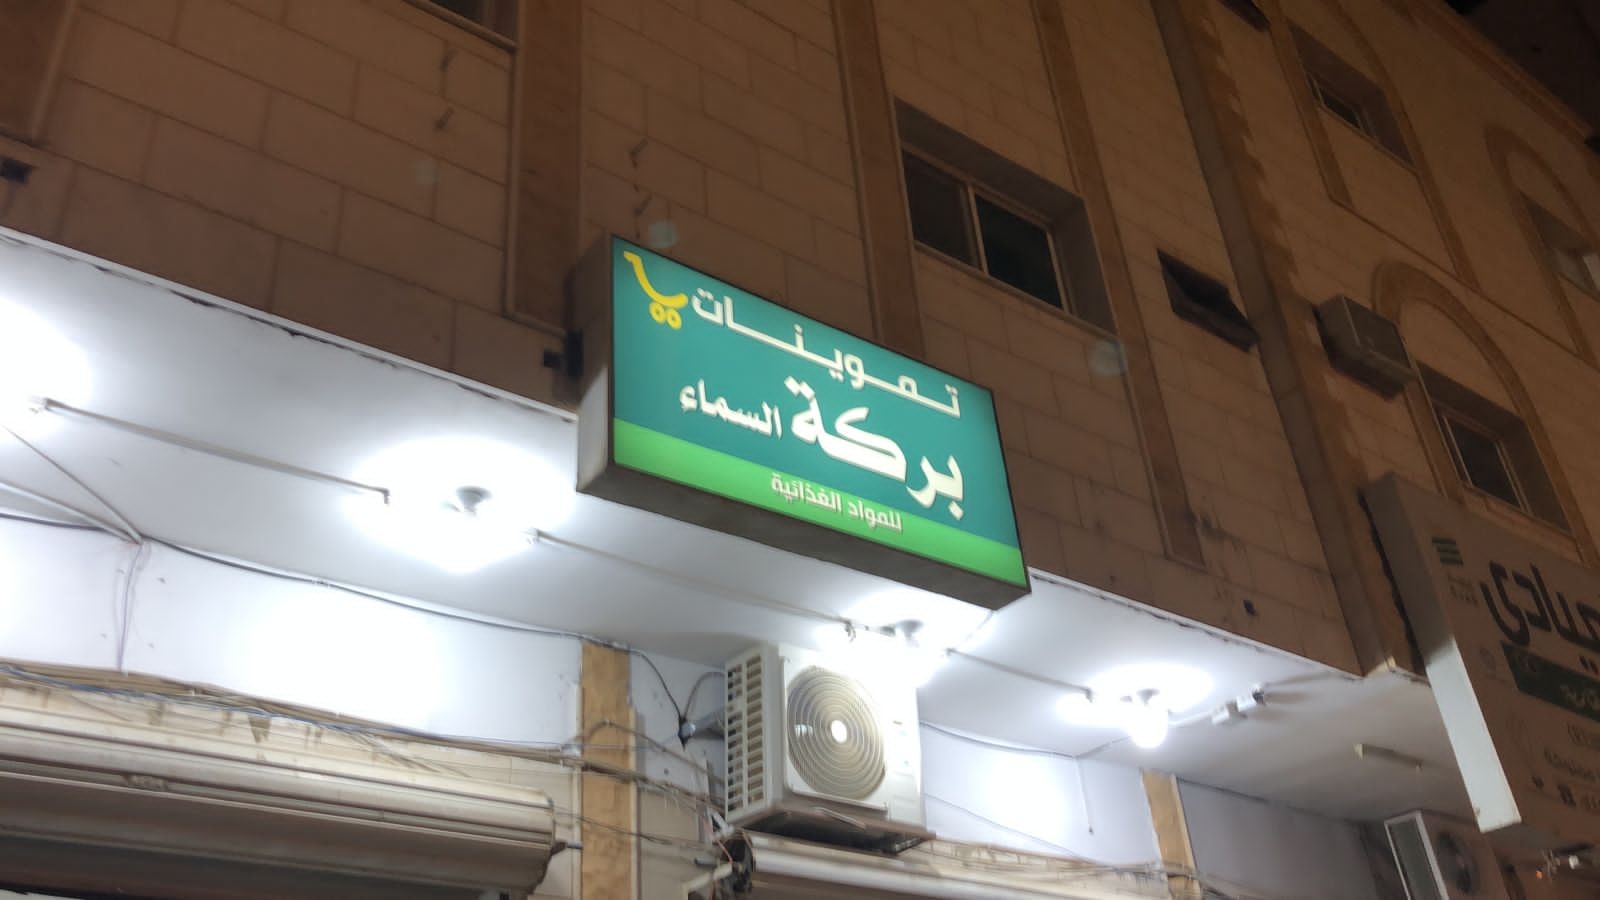 تموينات
بركة السماء
للمواد الغذائية